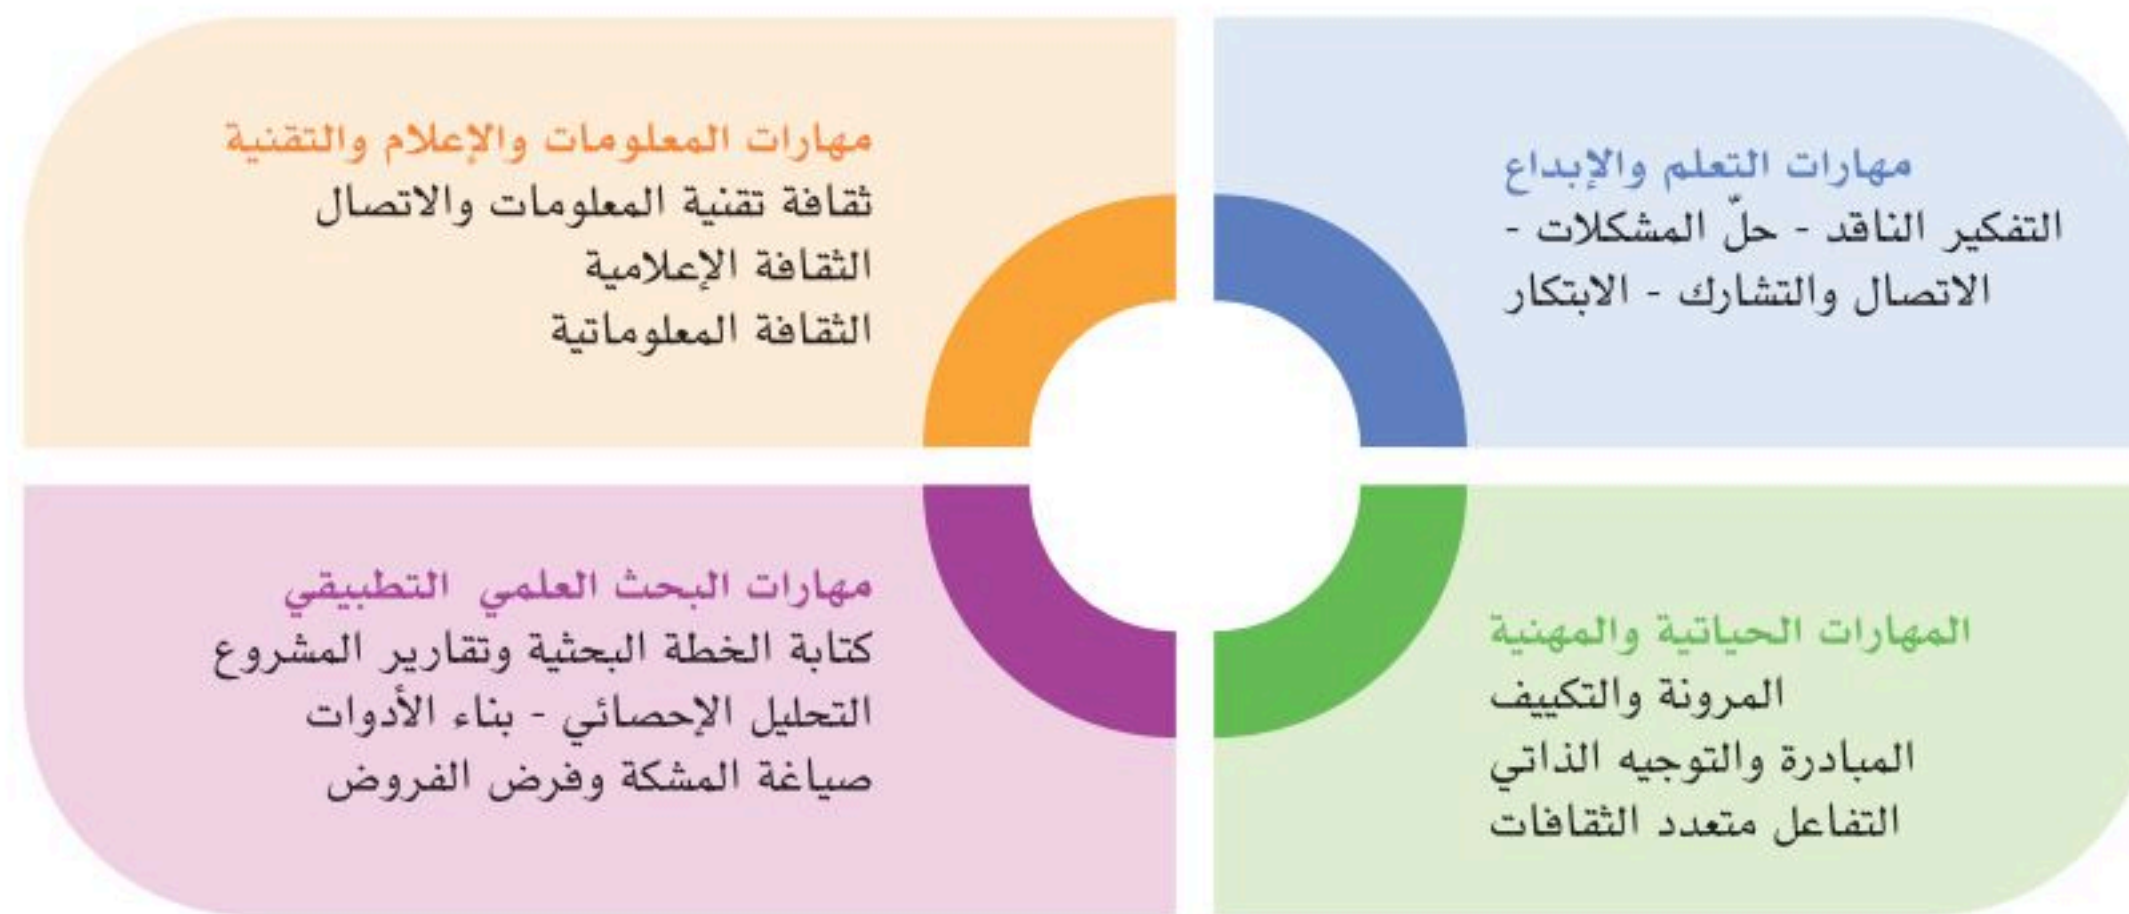 مهارات التعلم والإبداع
التفكير الناقد - حلّ المشكلات -
الاتصال والتشارك - الابتكار
مهارات المعلومات والإعلام والتقنية
ثقافة تقنية المعلومات والاتصال
الثقافة الإعلامية
الثقافة المعلوماتية
المهارات الحياتية والمهنية
المرونة والتكييف
المبادرة والتوجيه الذاتي
التفاعل متعدد الثقافات
مهارات البحث العلمي التطبيقي
كتابة الخطة البحثية وتقارير المشروع
التحليل الإحصائي - بناء الأدوات
صياغة المشكة وفرض الفروض